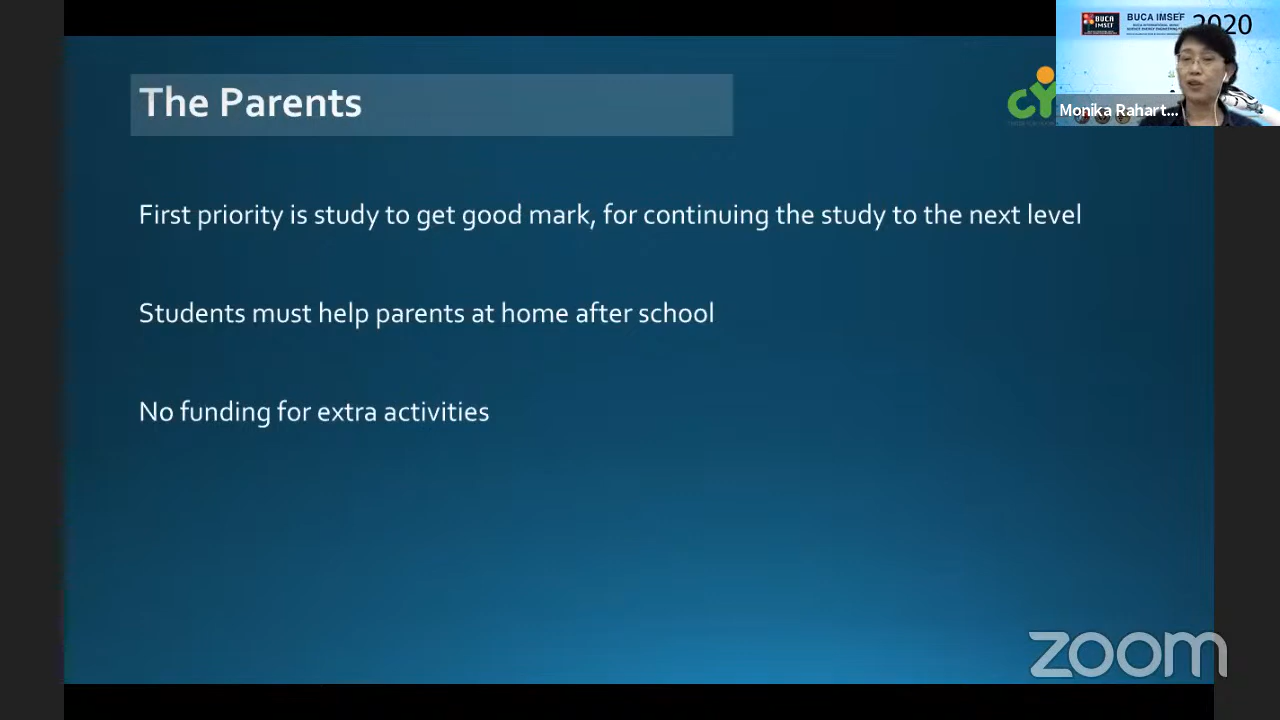 The Parents
First priority is study to get good mark, for continuing the study to the next level
Students must help parents at home after school
No funding for extra activities
BUCA IMSEF
BUCA IMSEF
2020
Monika Rahart...
zoom